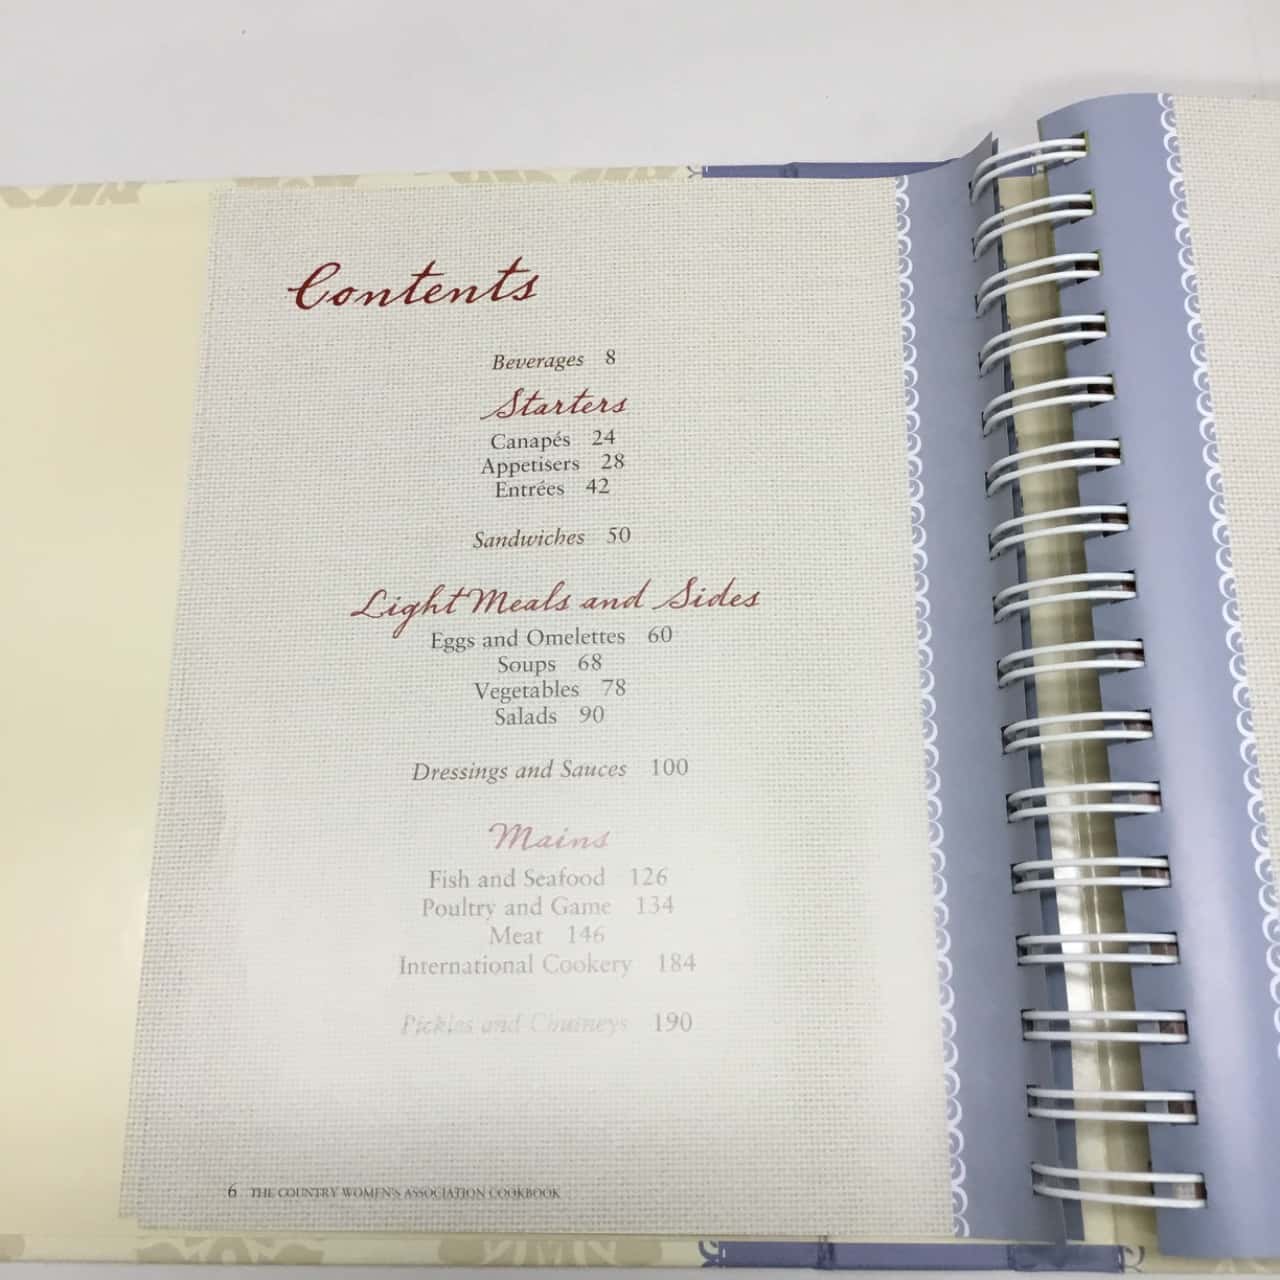 Contents
Beverages 8
Starters
Canapés 24
Appetisers 28
Entrées 42
Sandwiches 50
Light Meals and Sides
Eggs and Omelettes 60
Soups 68
Vegetables 78
Salads 90
Dressings and Sauces 100
Mains
Fish and Seafood 126
Poultry and Game 134
Meat 146
International Cookery 184
Pickles and Chutneys 190
6 THE COUNTRY WOMEN'S ASSOCIATION COOKBOOK